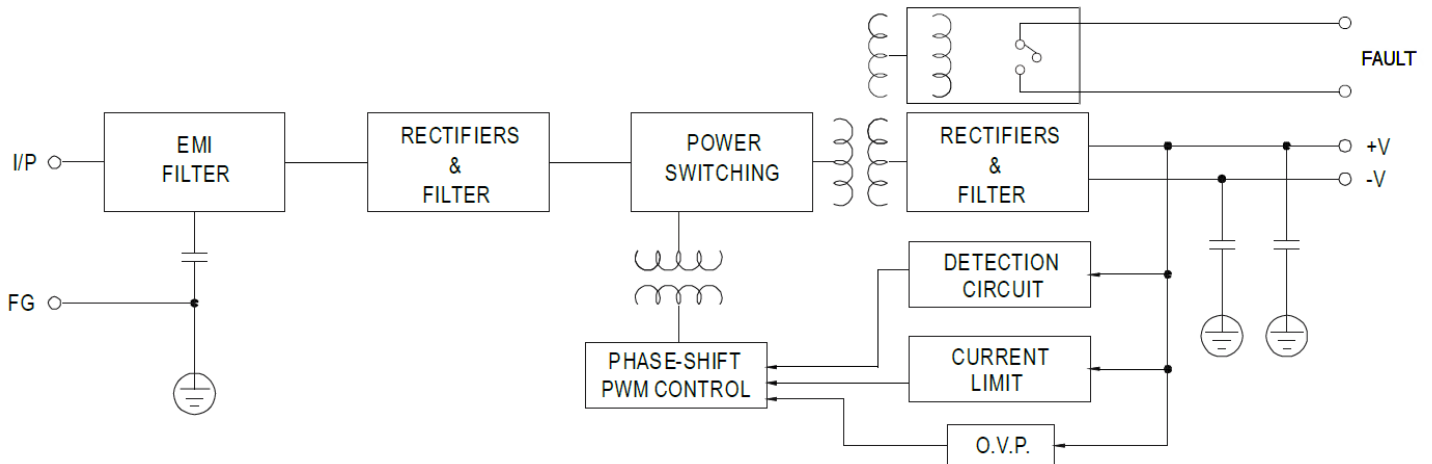 FAULT
I/P
EMI
FILTER
RECTIFIERS
&
FILTER
POWER
SWITCHING
RECTIFIERS
&
FILTER
+V
-V
DETECTION
CIRCUIT
FG
PHASE-SHIFT
PWM CONTROL
CURRENT
LIMIT
O.V.P.